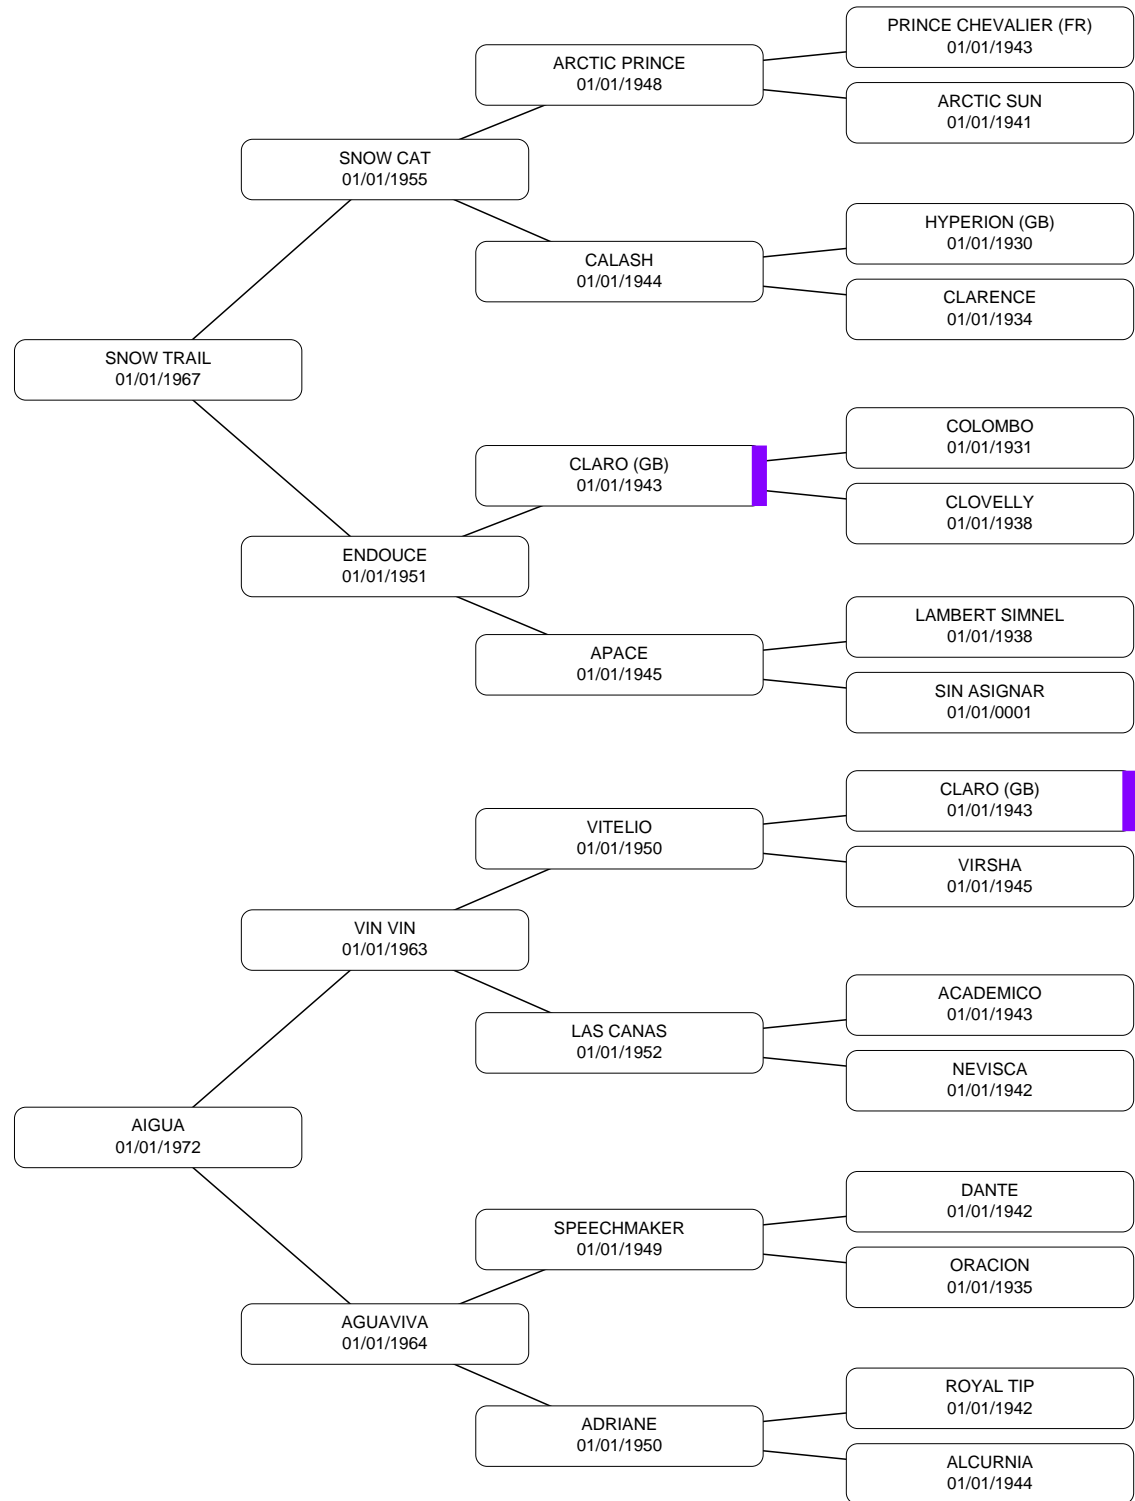 PRINCE CHEVALIER (FR)
01/01/1943
ARCTIC PRINCE
01/01/1948
ARCTIC SUN
01/01/1941
SNOW CAT
01/01/1955
HYPERION (GB)
01/01/1930
CALASH
01/01/1944
CLARENCE
01/01/1934
SNOW TRAIL
01/01/1967
COLOMBO
01/01/1931
CLARO (GB)
01/01/1943
CLOVELLY
01/01/1938
ENDOUCE
01/01/1951
LAMBERT SIMNEL
01/01/1938
APACE
01/01/1945
SIN ASIGNAR
01/01/0001
CLARO (GB)
01/01/1943
VITELIO
01/01/1950
VIRSHA
01/01/1945
VIN VIN
01/01/1963
ACADEMICO
01/01/1943
LAS CANAS
01/01/1952
NEVISCA
01/01/1942
AIGUA
01/01/1972
DANTE
01/01/1942
SPEECHMAKER
01/01/1949
ORACION
01/01/1935
AGUAVIVA
01/01/1964
ROYAL TIP
01/01/1942
ADRIANE
01/01/1950
ALCURNIA
01/01/1944